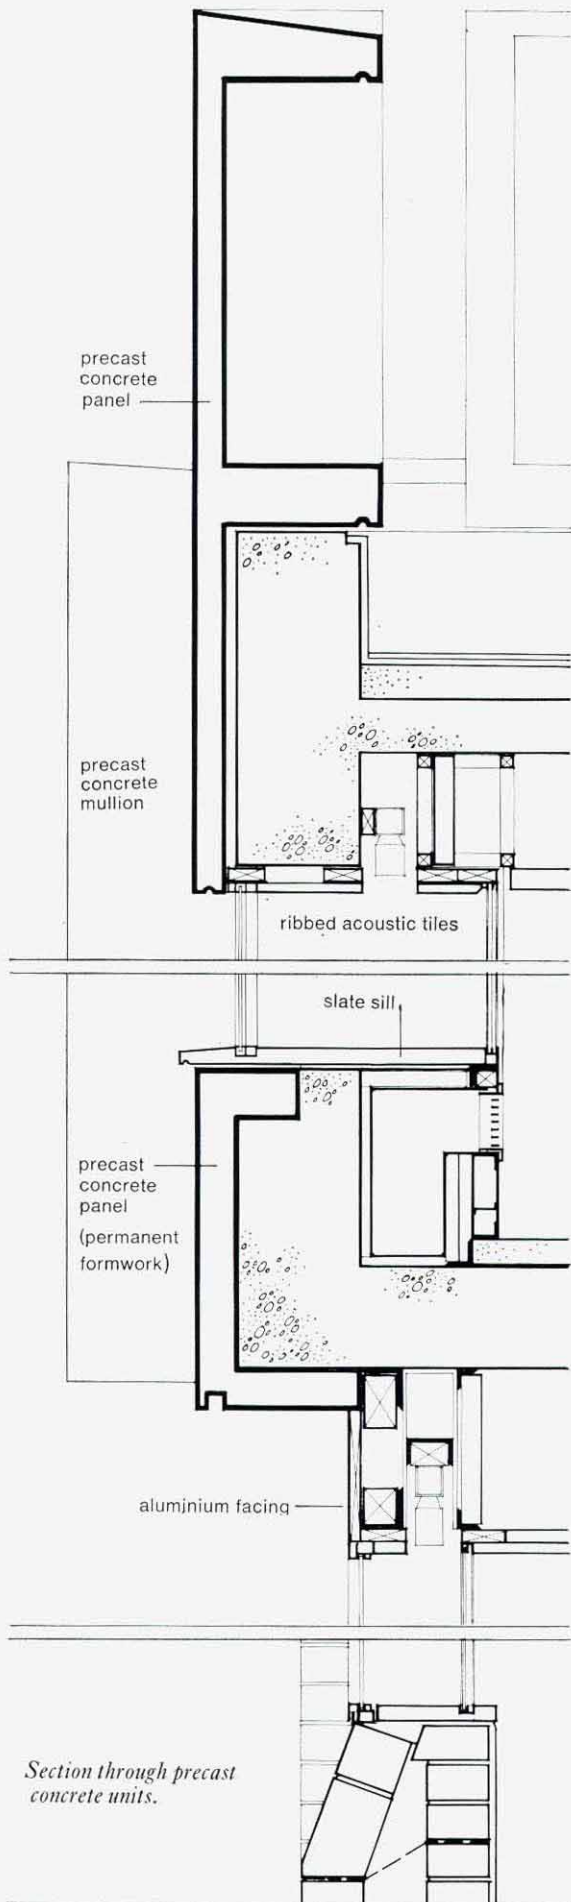 precast
concrete
panel
precast
concrete
mullion
ribbed acoustic tiles
slate sill
precast
concrete
panel
(permanent
formwork)
aluminium facing
Section through precast
concrete units.